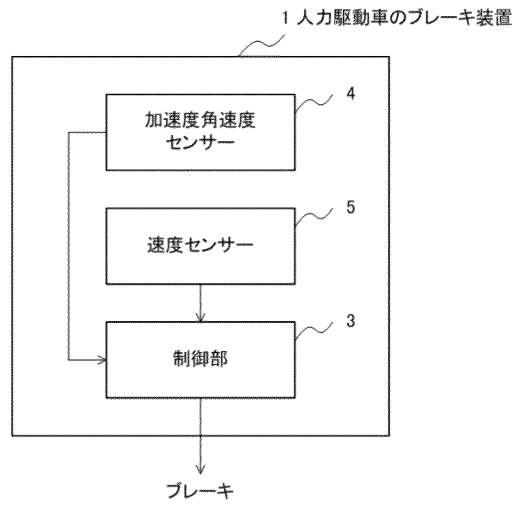 1 人力駆動車のブレーキ装置
4
加速度角速度
センサー
5
速度センサー
3
制御部
ブレーキ